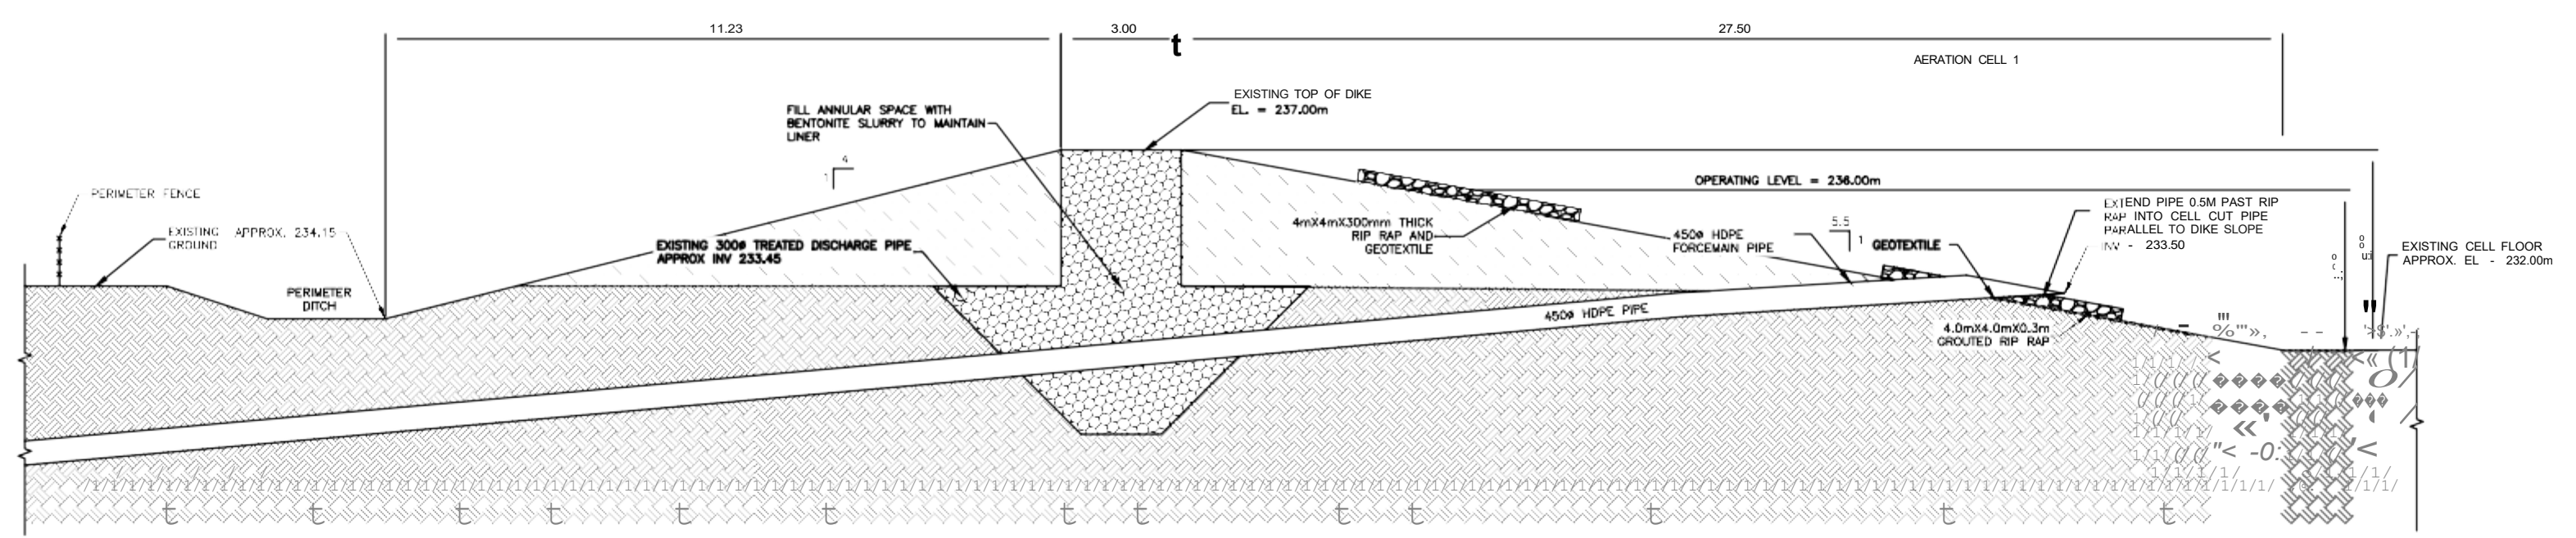 11.23
3.00
t
27.50
AERATION CELL 1
EXISTING TOP OF DIKE
EL. = 237.00m
FILL ANNULAR SPACE WITH
BENTONITE SLURRY TO MAINTAIN
LINER
4
1
OPERATING LEVEL = 236.00m
PERIMETER FENCE
EXISTING
GROUND
APPROX. 234.15
EXISTING 300ø TREATED DISCHARGE PIPE
APPROX INV 233.45
4mX4mX300mm THICK
RIP RAP AND
GEOTEXTILE
450ø HDPE
FORCEMAIN PIPE
5.5
1
GEOTEXTILE
EXTEND PIPE 0.5M PAST RIP
RAP INTO CELL CUT PIPE
PARALLEL TO DIKE SLOPE
INV - 233.50
EXISTING CELL FLOOR
APPROX. EL - 232.00m
PERIMETER
DITCH
450ø HDPE PIPE
4.0mX4.0mX0.3m
GROUTED RIP RAP
t t t t t t t t t t t t t